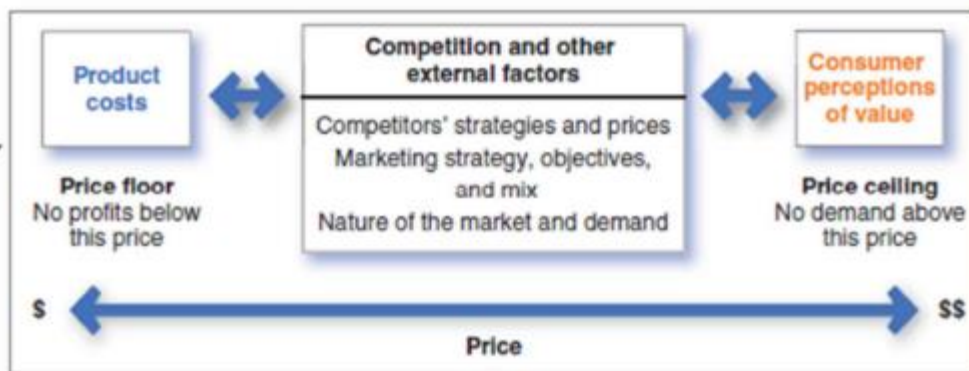 Product
costs
Price floor
No profits below
this price
Competition and other
external factors
Competitors' strategies and prices
Marketing strategy, objectives,
and mix
Nature of the market and demand
Consumer
perceptions
of value
Price ceiling
No demand above
this price
$
$$
Price